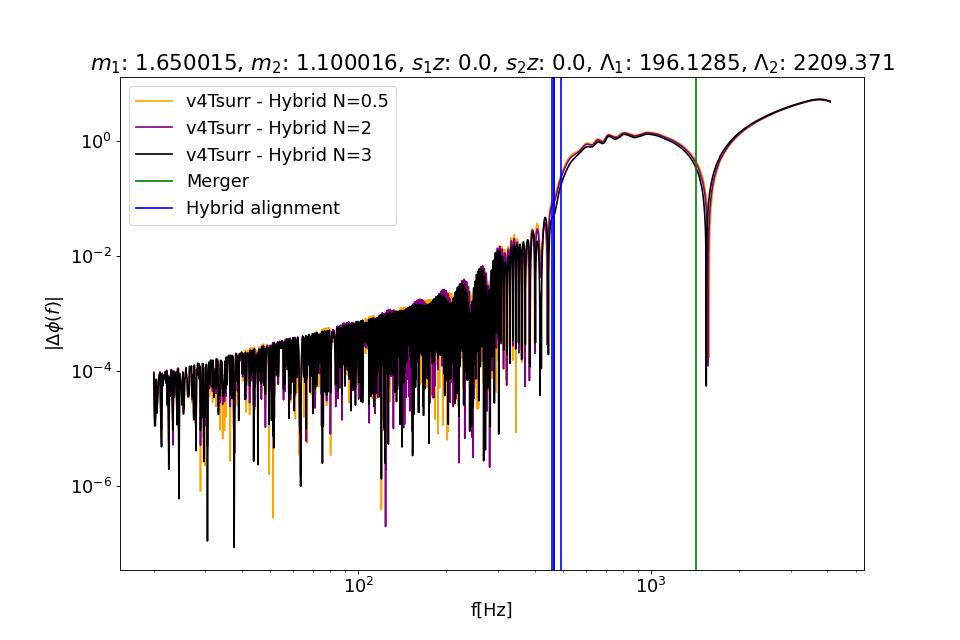 m₁: 1.650015, m₂: 1.100016, s₁z: 0.0, s₂z: 0.0, Λ₁: 196.1285, Λ₂: 2209.371
v4Tsurr - Hybrid N=0.5
v4Tsurr - Hybrid N=2
v4Tsurr - Hybrid N=3
Merger
Hybrid alignment
10⁰
10⁻²
10⁻⁴
10⁻⁶
|Δϕ(f)|
10²
10³
f[Hz]